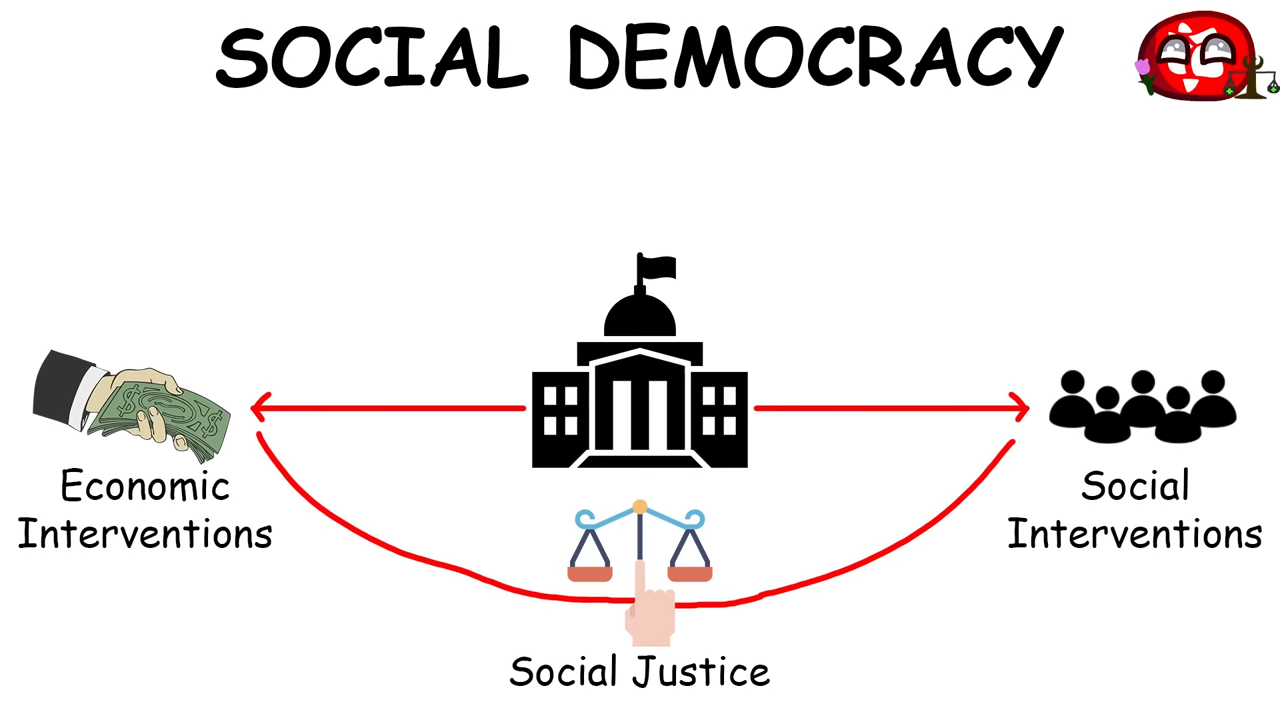 SOCIAL DEMOCRACY
Economic
Interventions
Social
Interventions
Social Justice